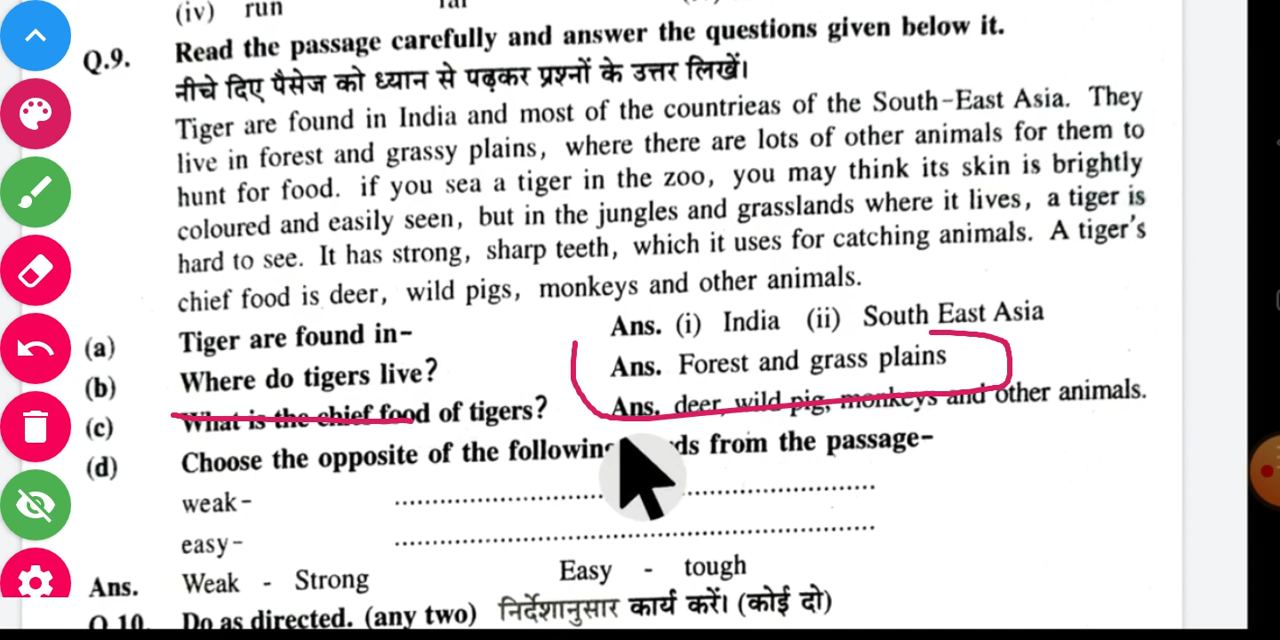 (iv) run
Q.9. Read the passage carefully and answer the questions given below it.
नीचे दिए पैसेज को ध्यान से पढ़कर प्रश्नों के उत्तर लिखें।
Tiger are found in India and most of the countrieas of the South-East Asia. They
live in forest and grassy plains, where there are lots of other animals for them to
hunt for food. if you sea a tiger in the zoo, you may think its skin is brightly
coloured and easily seen, but in the jungles and grasslands where it lives, a tiger is
hard to see. It has strong, sharp teeth, which it uses for catching animals. A tiger's
chief food is deer, wild pigs, monkeys and other animals.
(a) Tiger are found in- Ans. (i) India (ii) South East Asia
(b) Where do tigers live? Ans. Forest and grass plains
(c) What is the chief food of tigers? Ans. deer, wild pig, monkeys and other animals.
(d) Choose the opposite of the following from the passage-
weak- ....................
easy- ....................
Ans. Weak - Strong Easy - tough
Q.10. Do as directed. (any two) निर्देशानुसार कार्य करें। (कोई दो)